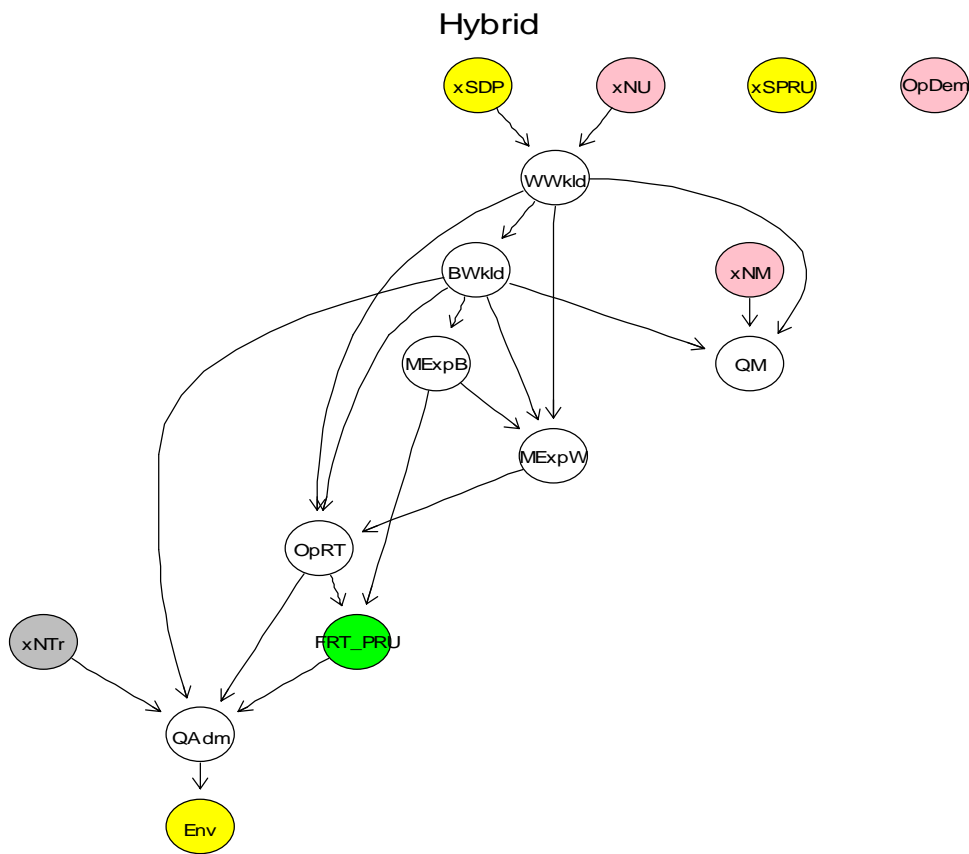 Hybrid
xSDP
xNU
xSPRU
OpDem
WWkld
BWkld
xNM
MExpB
QM
MExpW
OpRT
xNTr
FRT_PRU
QAdm
Env